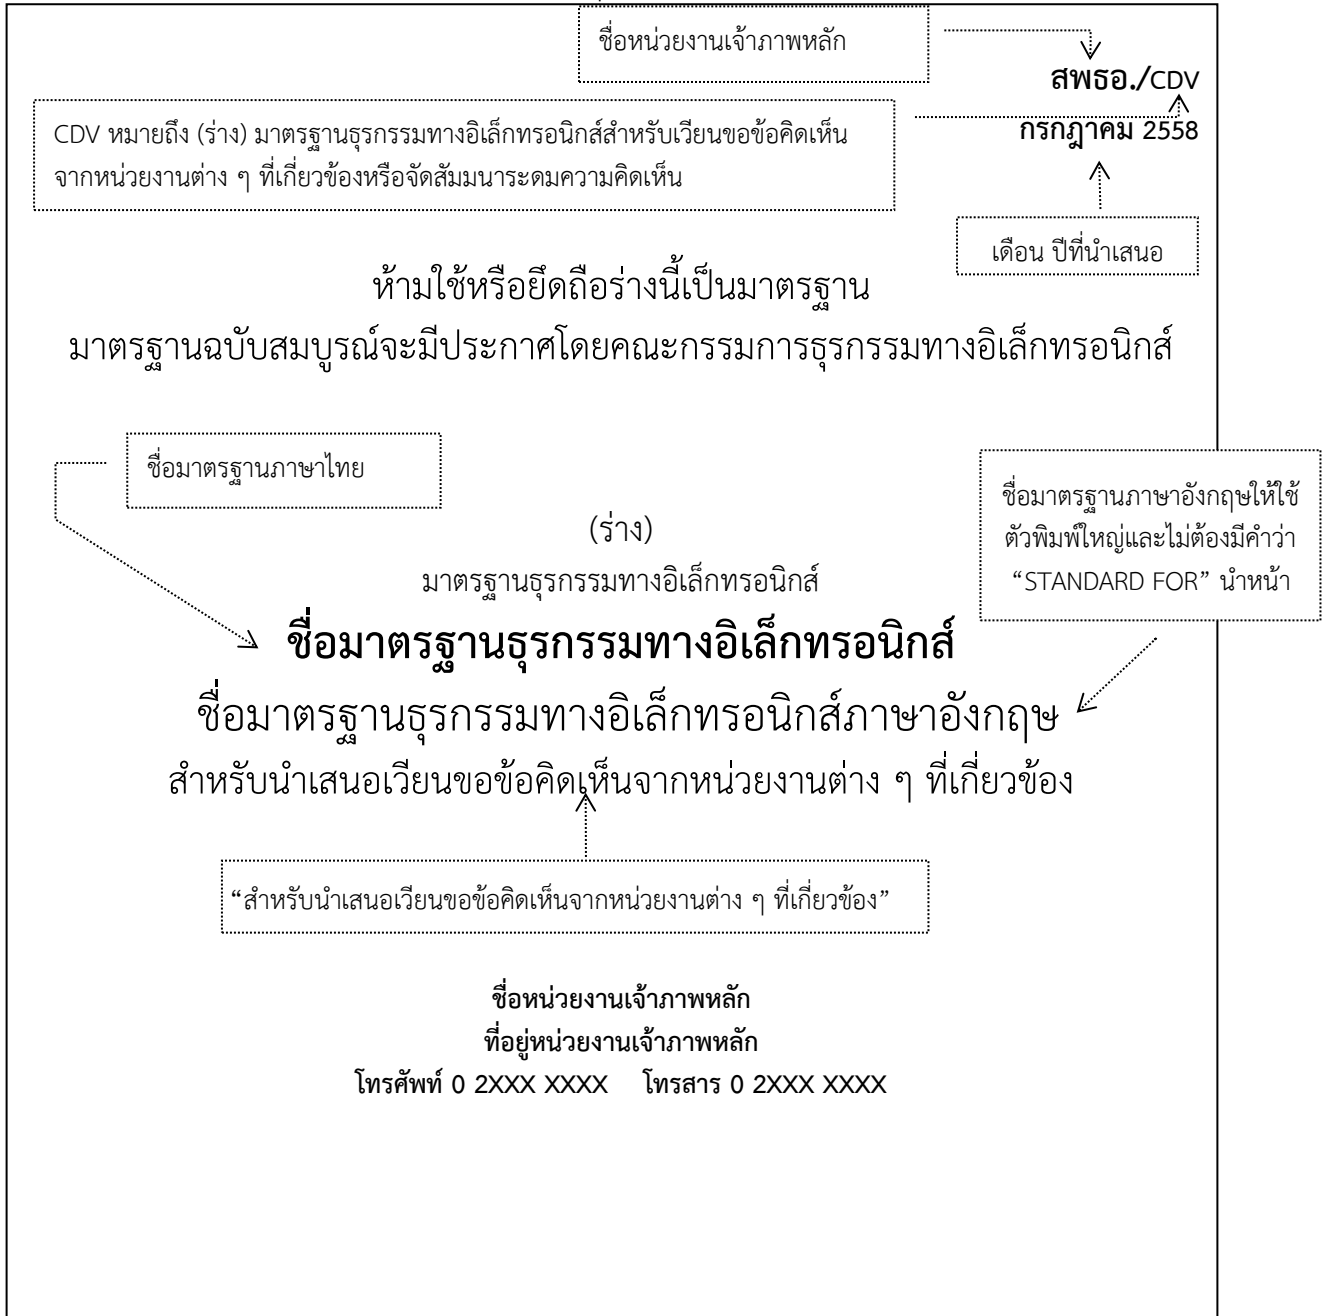 ชื่อหน่วยงานเจ้าภาพหลัก
สพธอ./CDV
CDV หมายถึง (ร่าง) มาตรฐานธุรกรรมทางอิเล็กทรอนิกส์สำหรับเวียนขอข้อคิดเห็น
จากหน่วยงานต่าง ๆ ที่เกี่ยวข้องหรือจัดสัมมนาระดมความคิดเห็น
กรกฎาคม 2558
เดือน ปีที่นำเสนอ
ห้ามใช้หรือยึดถือร่างนี้เป็นมาตรฐาน
มาตรฐานฉบับสมบูรณ์จะมีประกาศโดยคณะกรรมการธุรกรรมทางอิเล็กทรอนิกส์
ชื่อมาตรฐานภาษาไทย
ชื่อมาตรฐานภาษาอังกฤษให้ใช้
ตัวพิมพ์ใหญ่และไม่ต้องมีคำว่า
“STANDARD FOR” นำหน้า
(ร่าง)
มาตรฐานธุรกรรมทางอิเล็กทรอนิกส์
ชื่อมาตรฐานธุรกรรมทางอิเล็กทรอนิกส์
ชื่อมาตรฐานธุรกรรมทางอิเล็กทรอนิกส์ภาษาอังกฤษ
สำหรับนำเสนอเวียนขอข้อคิดเห็นจากหน่วยงานต่าง ๆ ที่เกี่ยวข้อง
“สำหรับนำเสนอเวียนขอข้อคิดเห็นจากหน่วยงานต่าง ๆ ที่เกี่ยวข้อง”
ชื่อหน่วยงานเจ้าภาพหลัก
ที่อยู่หน่วยงานเจ้าภาพหลัก
โทรศัพท์ 0 2XXX XXXX โทรสาร 0 2XXX XXXX